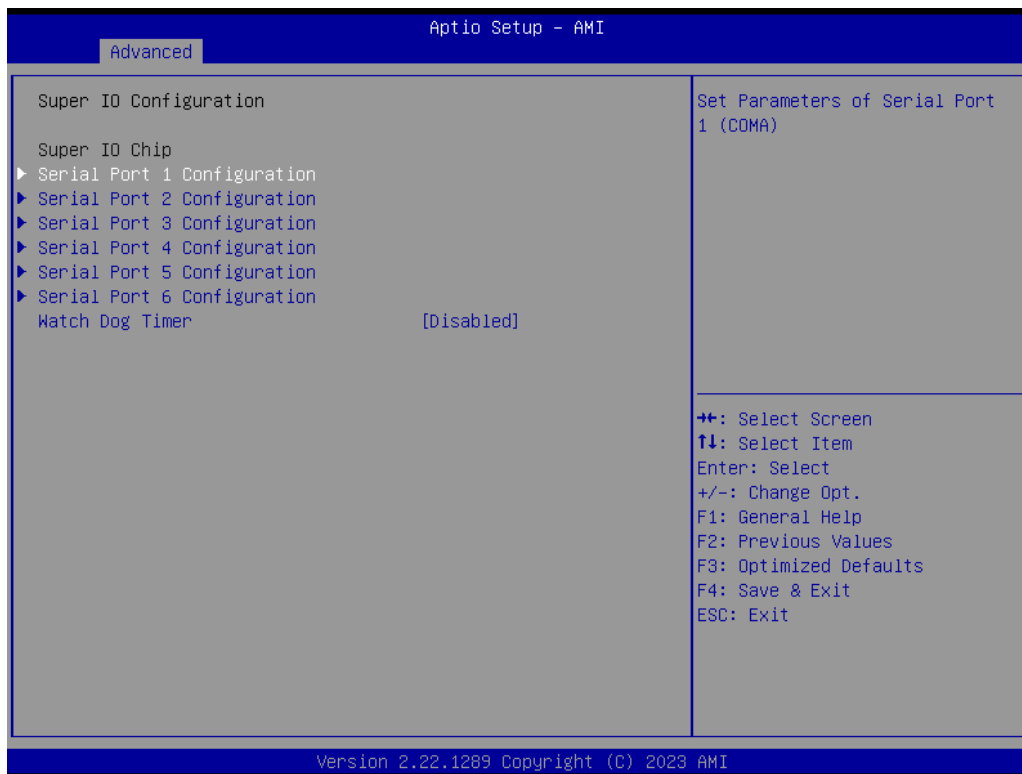 Aptio Setup – AMI
Advanced
Super IO Configuration
Super IO Chip
Serial Port 1 Configuration
Serial Port 2 Configuration
Serial Port 3 Configuration
Serial Port 4 Configuration
Serial Port 5 Configuration
Serial Port 6 Configuration
Watch Dog Timer [Disabled]
Set Parameters of Serial Port
1 (COMA)
→←: Select Screen
↑↓: Select Item
Enter: Select
+/-: Change Opt.
F1: General Help
F2: Previous Values
F3: Optimized Defaults
F4: Save & Exit
ESC: Exit
Version 2.22.1289 Copyright (C) 2023 AMI